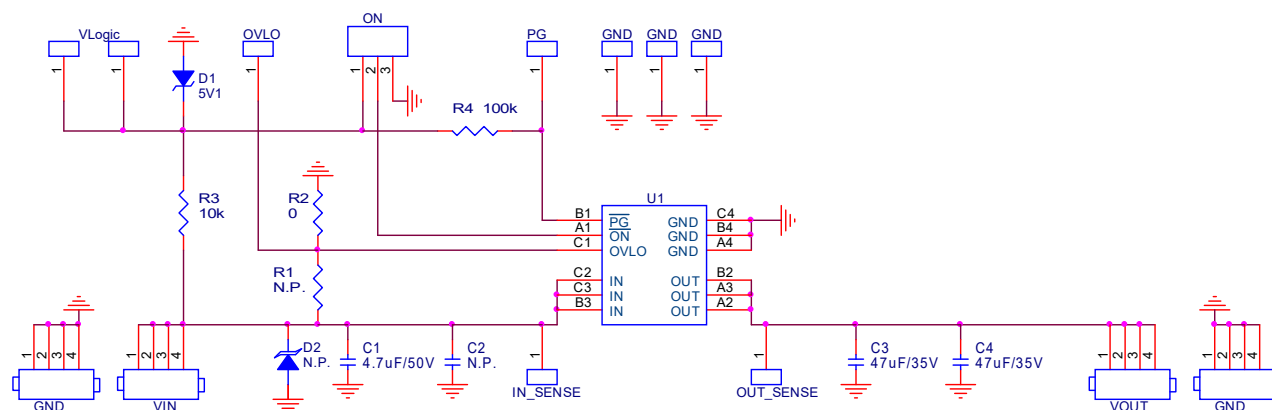 ON
VLogic OVLO PG GND GND GND
1 1 1 1 2 3 1 1 1 1
D1
5V1
R4 100k
R3
10k
R2
0
U1
B1 PG GND C4
A1 ON GND B4
C1 OVLO GND A4
R1
N.P.
C2 IN OUT B2
C3 IN OUT A3
B3 IN OUT A2
1 2 3 4 1 2 3 4
D2
N.P.
C1
4.7uF/50V
C2
N.P.
1 1
C3
47uF/35V
C4
47uF/35V
1 2 3 4 1 2 3 4
GND VIN IN_SENSE OUT_SENSE VOUT GND